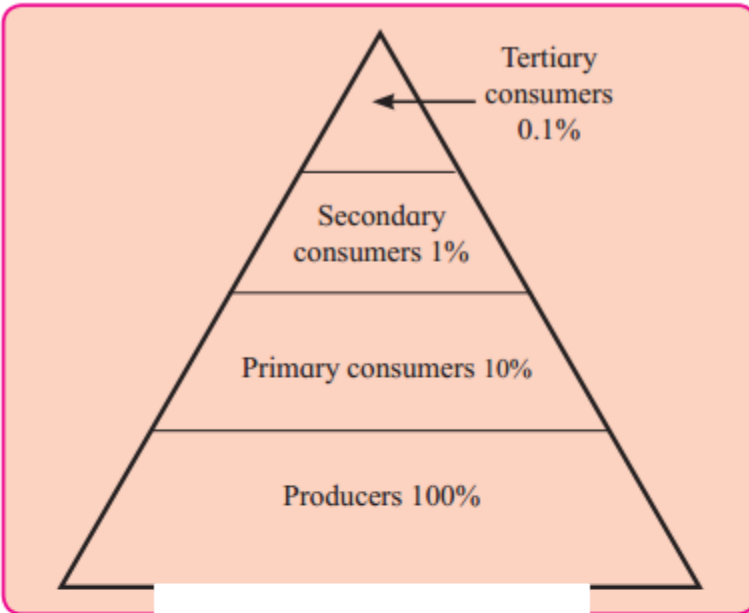 Tertiary
consumers
0.1%
Secondary
consumers 1%
Primary consumers 10%
Producers 100%